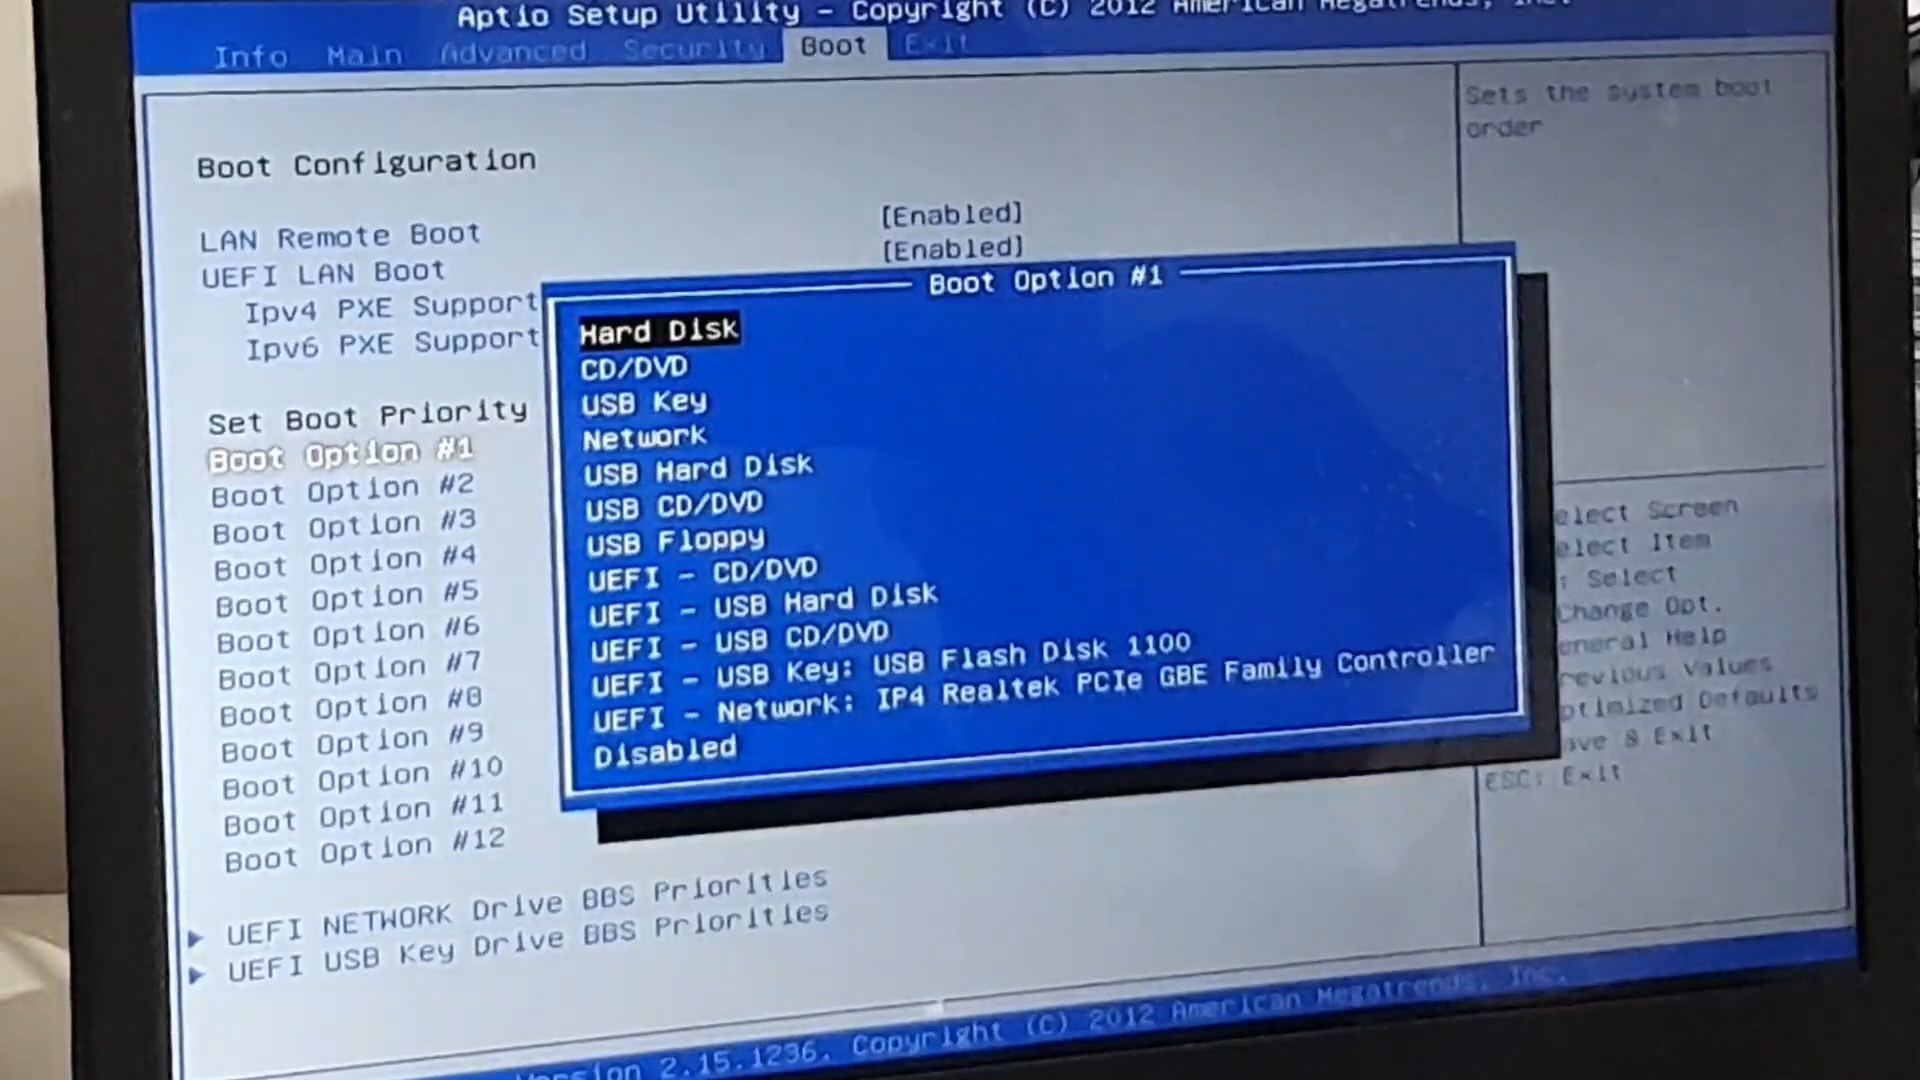 Aptio Setup Utility – Copyright (C) 2012 American Megatrends, Inc.
Info Main Advanced Security Boot Exit
Boot Configuration
LAN Remote Boot [Enabled]
UEFI LAN Boot [Enabled]
Ipv4 PXE Support
Ipv6 PXE Support
Set Boot Priority
Boot Option #1
Boot Option #2
Boot Option #3
Boot Option #4
Boot Option #5
Boot Option #6
Boot Option #7
Boot Option #8
Boot Option #9
Boot Option #10
Boot Option #11
Boot Option #12
UEFI NETWORK Drive BBS Priorities
UEFI USB Key Drive BBS Priorities
Boot Option #1
Hard Disk
CD/DVD
USB Key
Network
USB Hard Disk
USB CD/DVD
USB Floppy
UEFI – CD/DVD
UEFI – USB Hard Disk
UEFI – USB CD/DVD
UEFI – USB Key: USB Flash Disk 1100
UEFI – Network: IP4 Realtek PCIe GBE Family Controller
Disabled
Sets the system boot
order
elect Screen
elect Item
: Select
Change Opt.
eneral Help
revious Values
ptimized Defaults
ave & Exit
ESC: Exit
Version 2.15.1236. Copyright (C) 2012 American Megatrends, Inc.